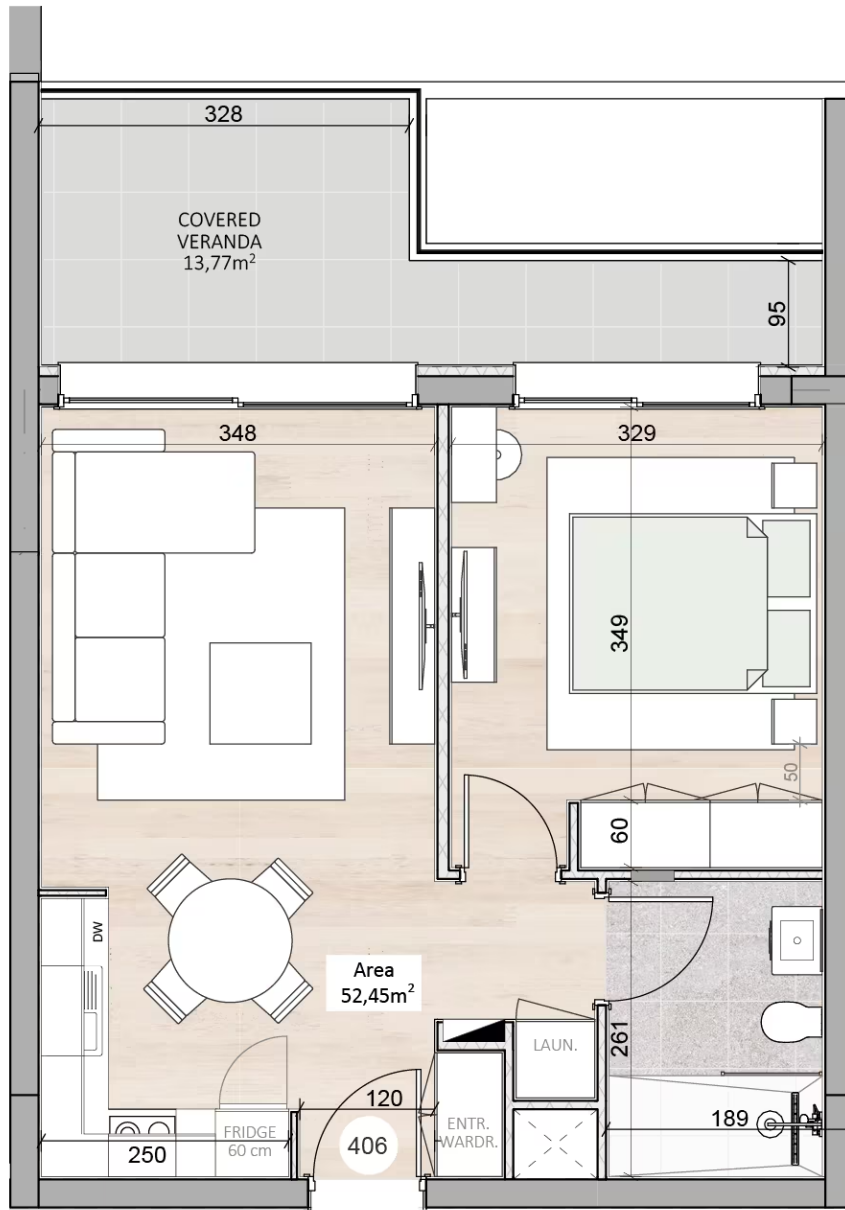 328
COVERED
VERANDA
13,77m²
95
348
329
349
50
60
DW
Area
52,45m²
LAUN.
261
120
ENTR.
WARDR.
189
FRIDGE
60 cm
250
406